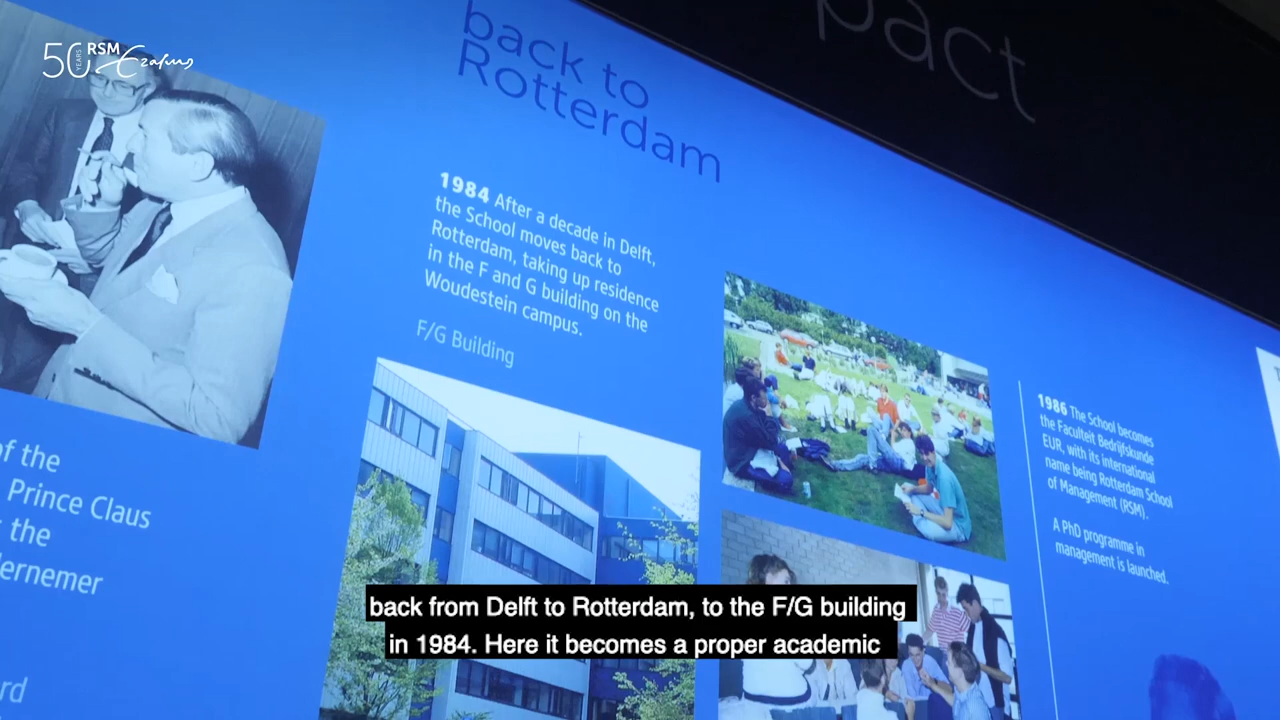 50 YEARS RSM Erasmus
pact
back to
Rotterdam
1984 After a decade in Delft,
the School moves back to
Rotterdam, taking up residence
in the F and G building on the
Woudestein campus.
F/G Building
of the
Prince Claus
the
ernemer
rd
1986 The School becomes
the Faculteit Bedrijfskunde
EUR, with its international
name being Rotterdam School
of Management (RSM).
A PhD programme in
management is launched.
back from Delft to Rotterdam, to the F/G building
in 1984. Here it becomes a proper academic